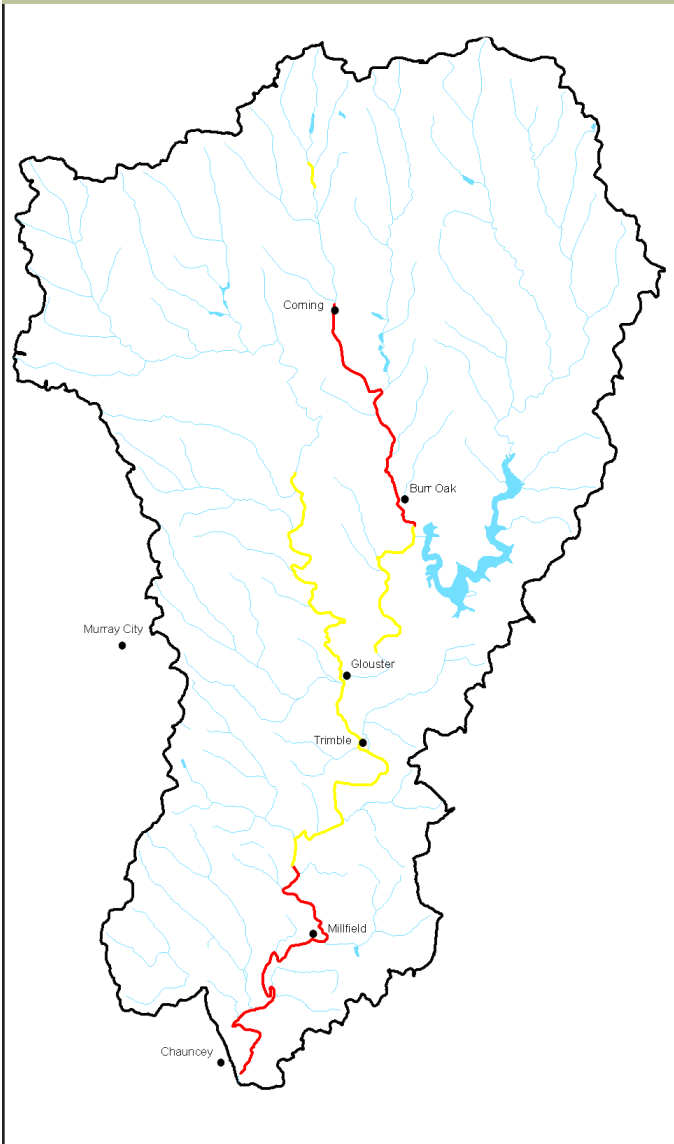 Corning
Burr Oak
Murray City
Glouster
Trimble
Millfield
Chauncey